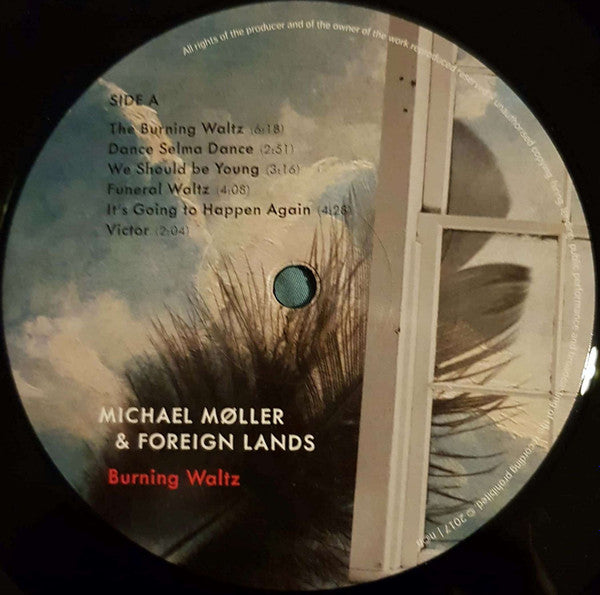 All rights of the producer and of the owner of the work reproduced reserved. Unauthorised copying, hiring,
public performance and
recording prohibited. © 2017 |
SIDE A
The Burning Waltz (6:18)
Dance Selma Dance (2:51)
We Should be Young (3:16)
Funeral Waltz (4:08)
It's Going to Happen Again (4:28)
Victor (2:04)
MICHAEL MØLLER
& FOREIGN LANDS
Burning Waltz